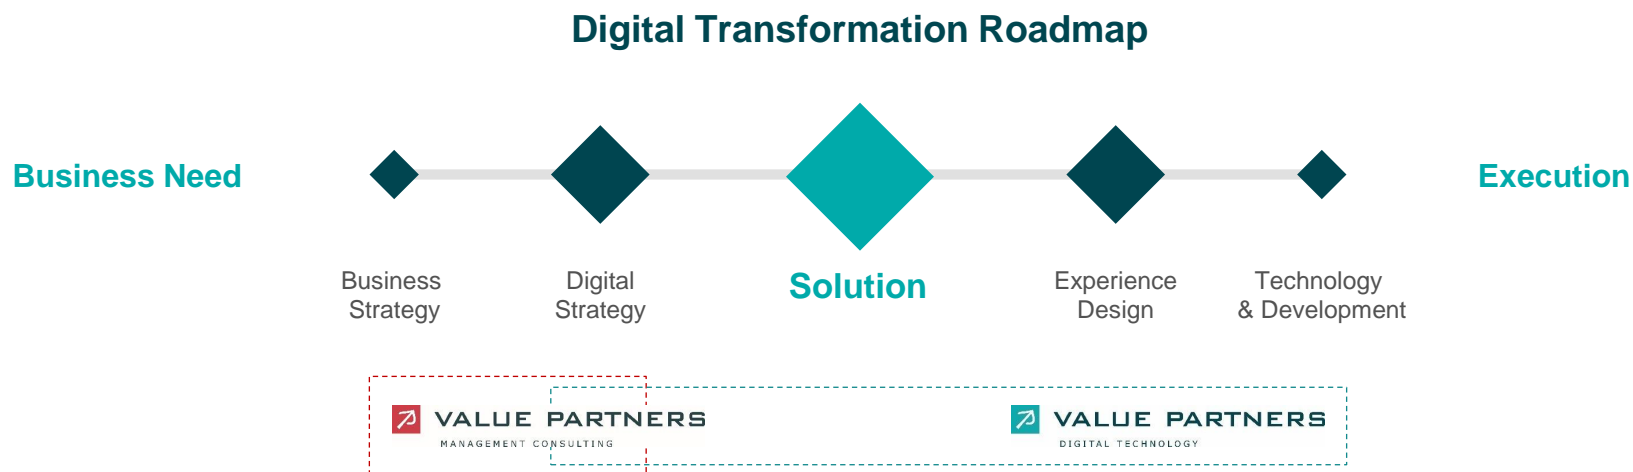 Digital Transformation Roadmap
Business Need
Execution
Business
Strategy
Digital
Strategy
Solution
Experience
Design
Technology
& Development
VALUE PARTNERS
MANAGEMENT CONSULTING
VALUE PARTNERS
DIGITAL TECHNOLOGY